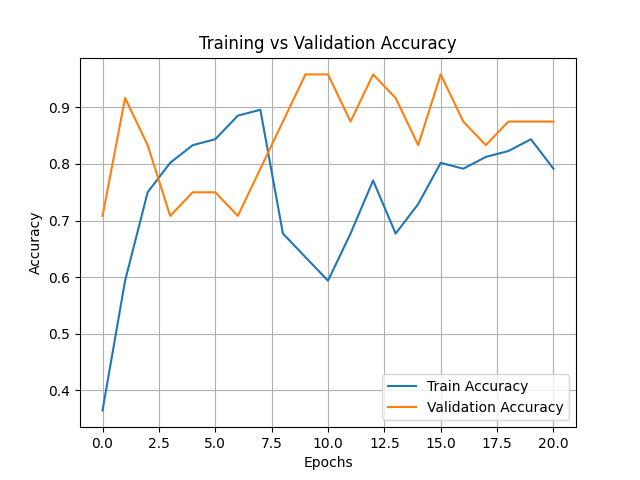 Training vs Validation Accuracy
Accuracy
0.9
0.8
0.7
0.6
0.5
0.4
Train Accuracy
Validation Accuracy
0.0 2.5 5.0 7.5 10.0 12.5 15.0 17.5 20.0
Epochs